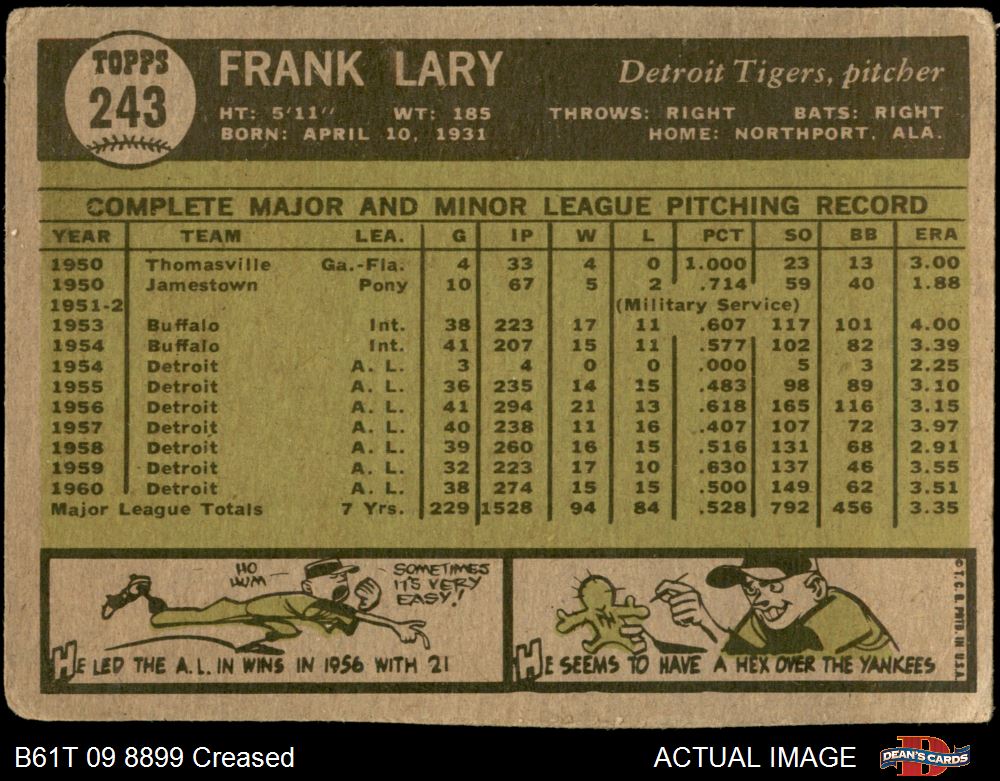 TOPPS
243
FRANK LARY
Detroit Tigers, pitcher
HT: 5'11'' WT: 185 THROWS: RIGHT BATS: RIGHT
BORN: APRIL 10, 1931 HOME: NORTHPORT, ALA.
COMPLETE MAJOR AND MINOR LEAGUE PITCHING RECORD
YEAR TEAM LEA. G IP W L PCT SO BB ERA
1950 Thomasville Ga.-Fla. 4 33 4 0 1.000 23 13 3.00
1950 Jamestown Pony 10 67 5 2 .714 59 40 1.88
1951-2 (Military Service)
1953 Buffalo Int. 38 223 17 11 .607 117 101 4.00
1954 Buffalo Int. 41 207 15 11 .577 102 82 3.39
1954 Detroit A. L. 3 4 0 0 .000 5 3 2.25
1955 Detroit A. L. 36 235 14 15 .483 98 89 3.10
1956 Detroit A. L. 41 294 21 13 .618 165 116 3.15
1957 Detroit A. L. 40 238 11 16 .407 107 72 3.97
1958 Detroit A. L. 39 260 16 15 .516 131 68 2.91
1959 Detroit A. L. 32 223 17 10 .630 137 46 3.55
1960 Detroit A. L. 38 274 15 15 .500 149 62 3.51
Major League Totals 7 Yrs. 229 1528 94 84 .528 792 456 3.35
HO
HUM
SOMETIMES
IT'S VERY
EASY!
HE LED THE A.L. IN WINS IN 1956 WITH 21
NY
HE SEEMS TO HAVE A HEX OVER THE YANKEES
© T. C. G. PRTD. IN U.S.A.
B61T 09 8899 Creased
ACTUAL IMAGE
DEAN'S CARDS